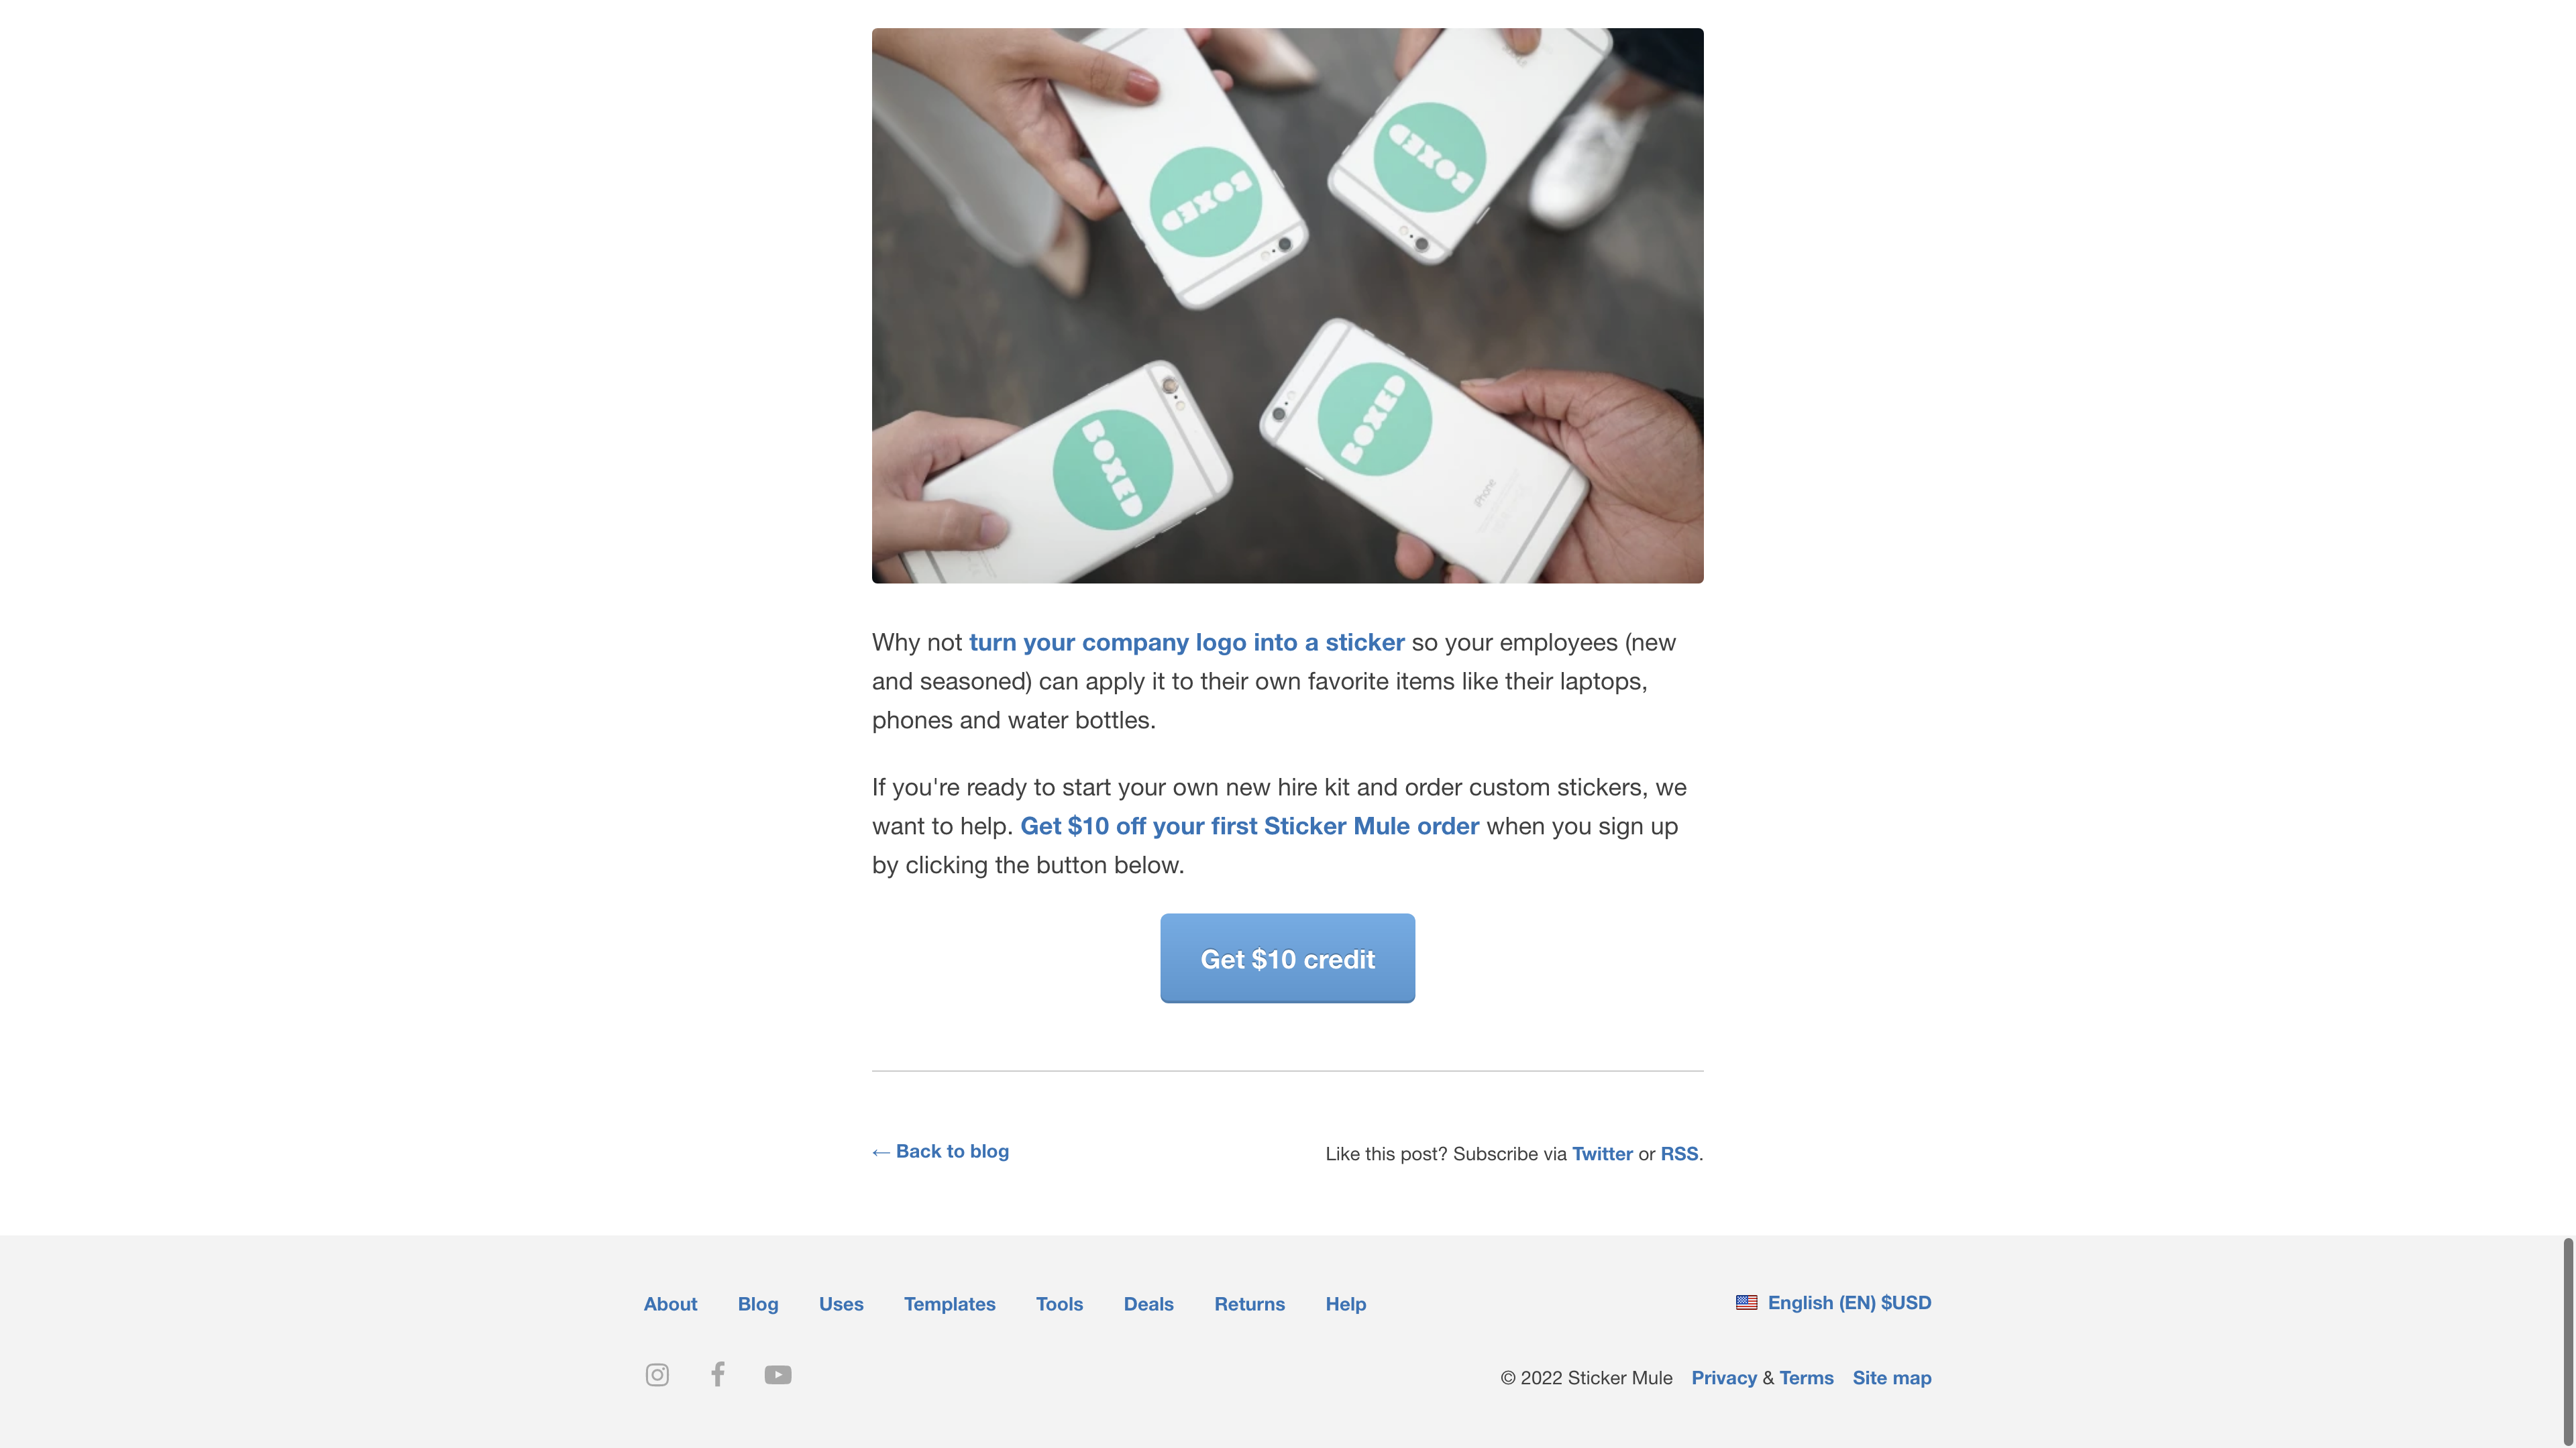 BOXED
BOXED
BOXED
BOXED
iPhone
Why not turn your company logo into a sticker so your employees (new
and seasoned) can apply it to their own favorite items like their laptops,
phones and water bottles.
If you're ready to start your own new hire kit and order custom stickers, we
want to help. Get $10 off your first Sticker Mule order when you sign up
by clicking the button below.
Get $10 credit
← Back to blog
Like this post? Subscribe via Twitter or RSS.
About Blog Uses Templates Tools Deals Returns Help
English (EN) $USD
© 2022 Sticker Mule Privacy & Terms Site map